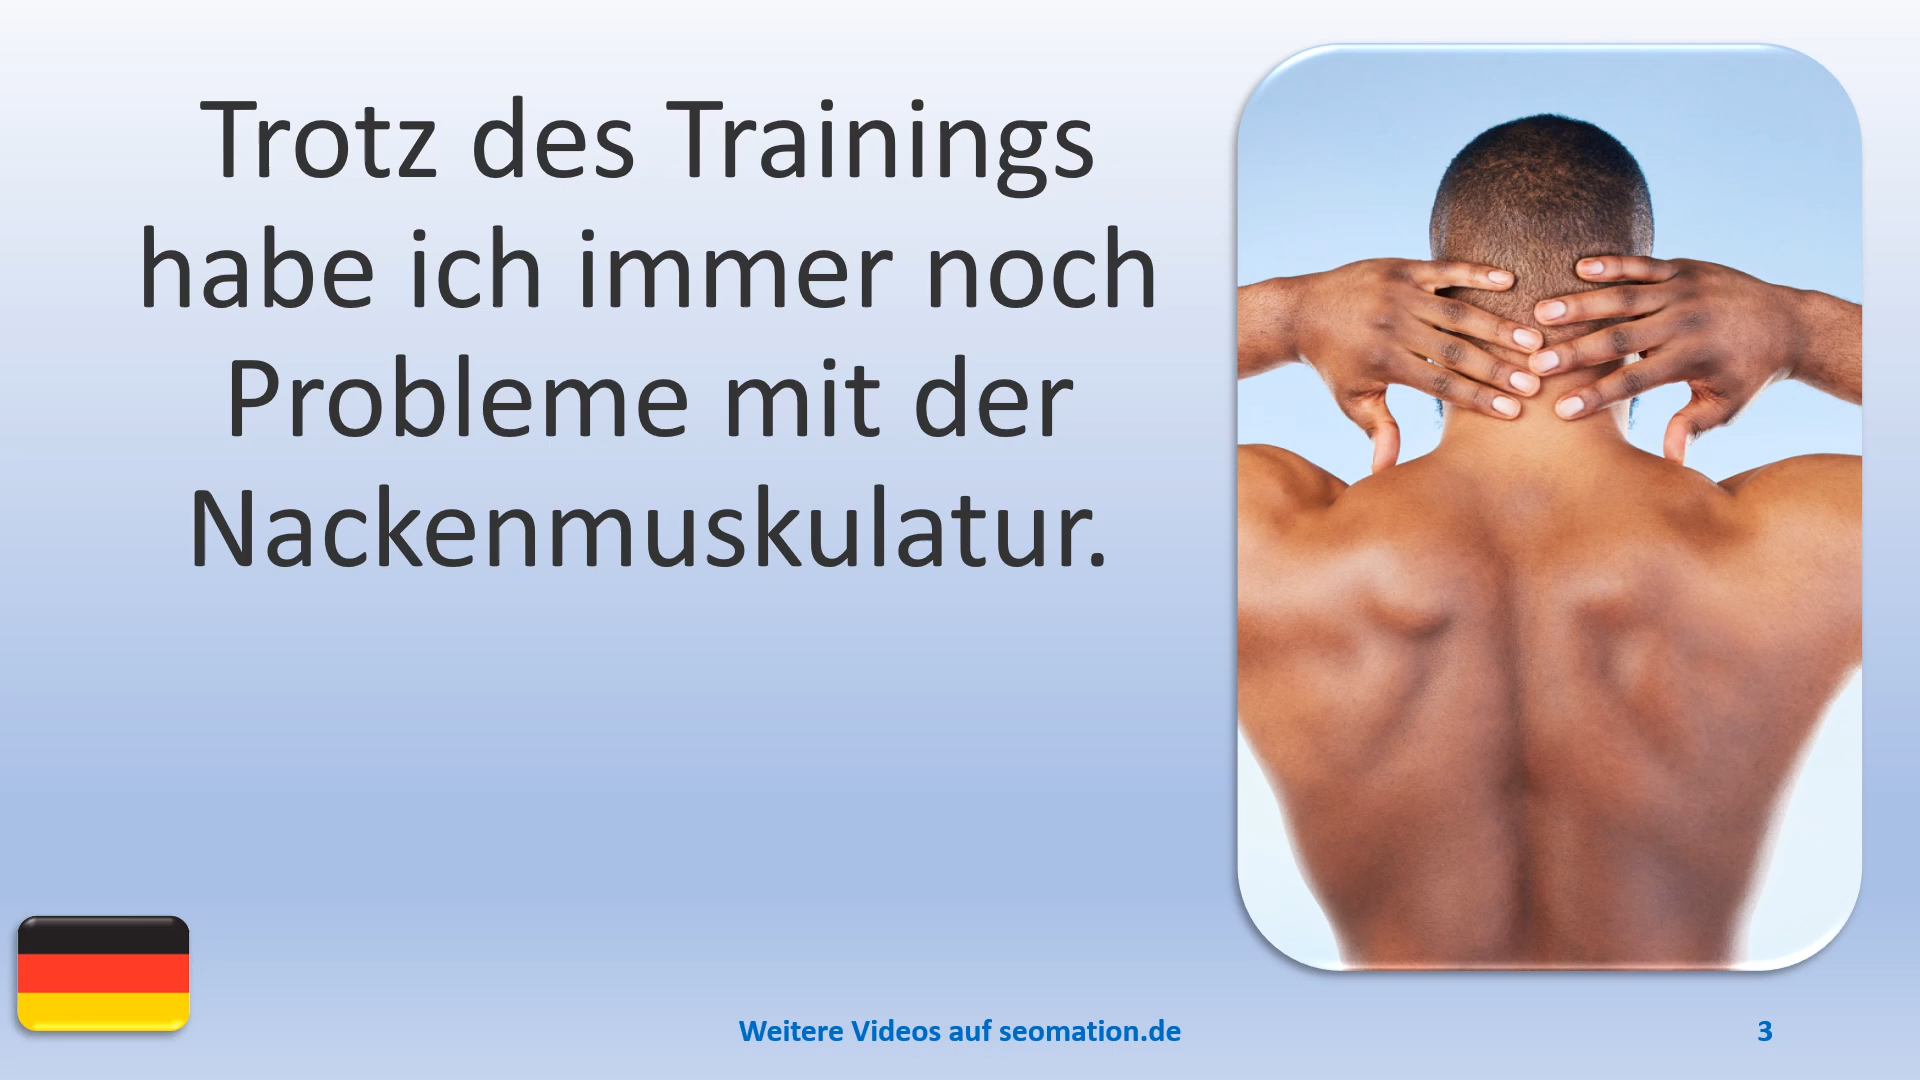 Trotz des Trainings
habe ich immer noch
Probleme mit der
Nackenmuskulatur.
Weitere Videos auf seomation.de
3